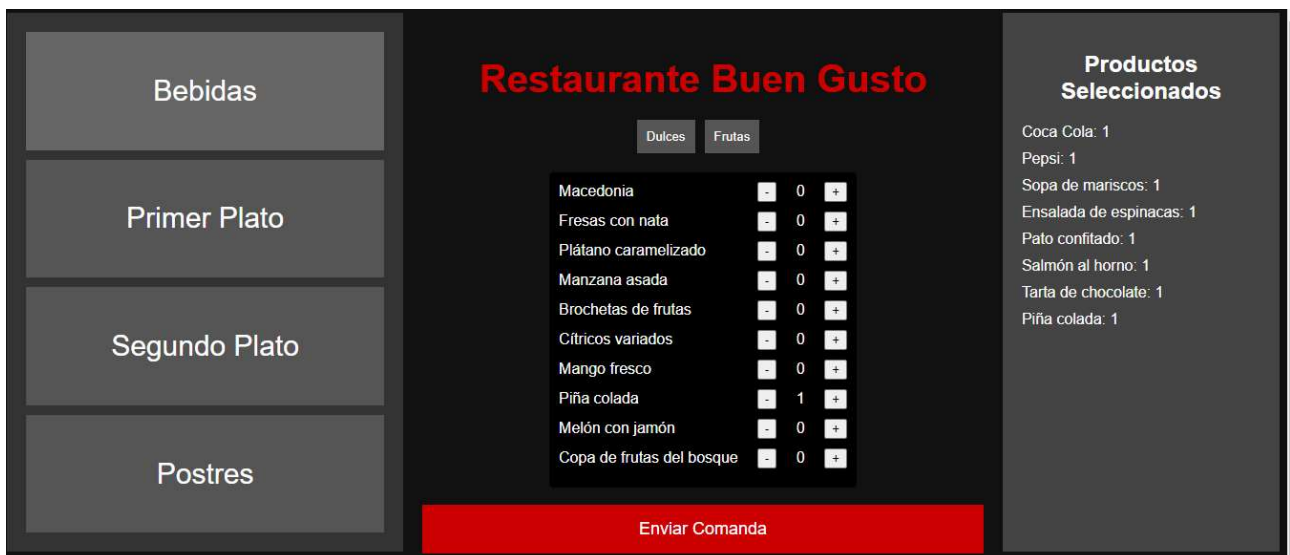 Bebidas
Primer Plato
Segundo Plato
Postres
Restaurante Buen Gusto
Dulces Frutas
Macedonia - 0 +
Fresas con nata - 0 +
Plátano caramelizado - 0 +
Manzana asada - 0 +
Brochetas de frutas - 0 +
Cítricos variados - 0 +
Mango fresco - 0 +
Piña colada - 1 +
Melón con jamón - 0 +
Copa de frutas del bosque - 0 +
Enviar Comanda
Productos
Seleccionados
Coca Cola: 1
Pepsi: 1
Sopa de mariscos: 1
Ensalada de espinacas: 1
Pato confitado: 1
Salmón al horno: 1
Tarta de chocolate: 1
Piña colada: 1